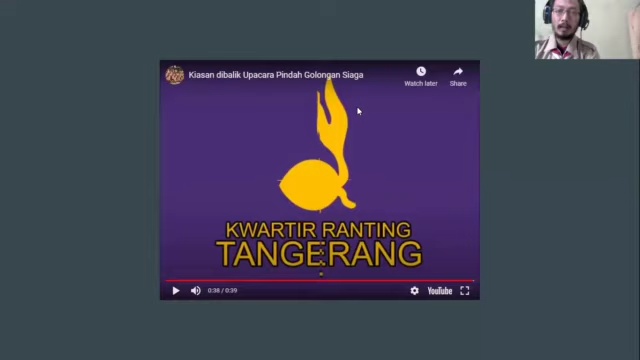 Kiasan dibalik Upacara Pindah Golongan Siaga
Watch later
Share
KWARTIR RANTING
TANGERANG
0:38 / 0:39
YouTube